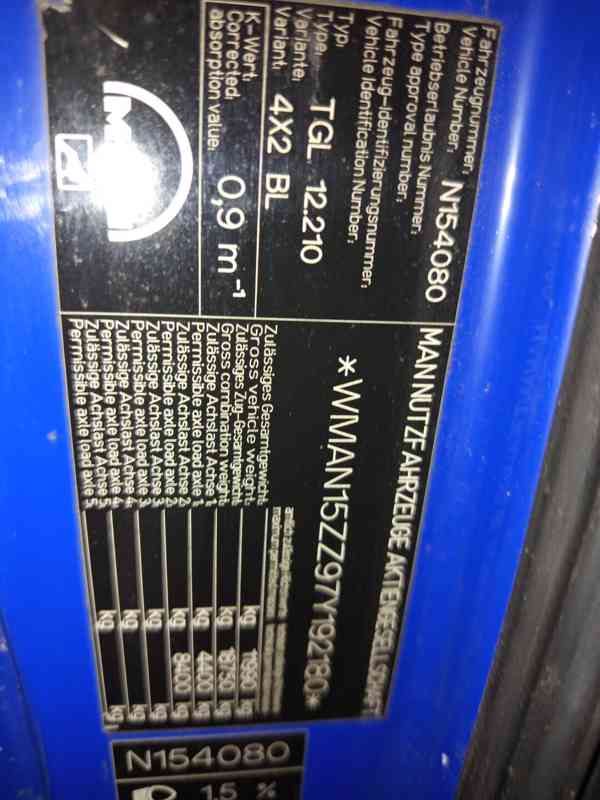 MAN NUTZFAHRZEUGE AKTIENGESELLSCHAFT
Fahrzeugnummer:
Vehicle Number: N154080
Betriebserlaubnis Nummer:
Type approval number:
Fahrzeug-Identifizierungsnummer:
Vehicle Identification Number:
*WMAN15ZZ97Y192180*
Typ:
Type: TGL 12.210
Variante:
Variant: 4X2 BL
K-Wert:
Corrected
absorption value: 0,9 m⁻¹
MAN
Zulässiges Gesamtgewicht
Gross vehicle weight: 11990 kg
Zulässiges Zug-Gesamtgewicht
Gross combination weight: 18750 kg
Zulässige Achslast Achse 1
Permissible axle load axle 1 4400 kg
Zulässige Achslast Achse 2
Permissible axle load axle 2 8400 kg
Zulässige Achslast Achse 3
Permissible axle load axle 3 kg
Zulässige Achslast Achse 4
Permissible axle load axle 4 kg
Zulässige Achslast Achse 5
Permissible axle load axle 5 kg
N154080
1.5 %